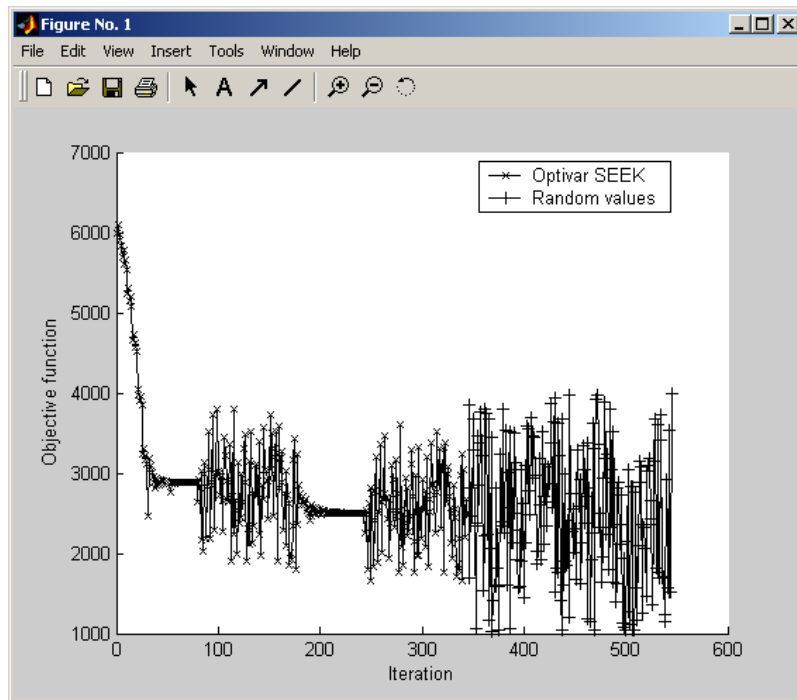 Figure No. 1
File Edit View Insert Tools Window Help
A
7000
6000
5000
4000
3000
2000
1000
0 100 200 300 400 500 600
Objective function
Iteration
Optivar SEEK
Random values